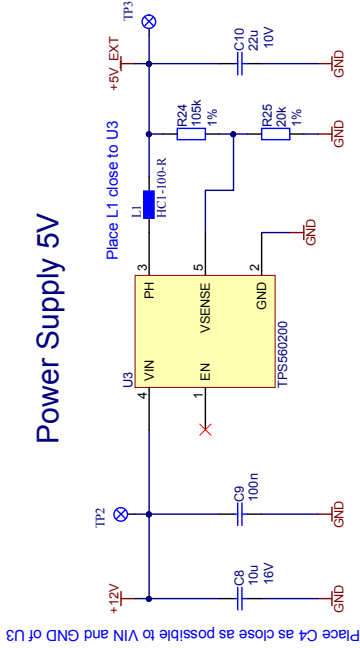 Power Supply 5V
Place L1 close to U3
Place C4 as close as possible to VIN and GND of U3
+12V
TP2
C8
10u
16V
GND
C9
100n
GND
U3
4
VIN
1
EN
3
PH
5
VSENSE
2
GND
TPS560200
GND
L1
HC1-100-R
R24
105k
1%
R25
20k
1%
GND
+5V_EXT
TP3
C10
22u
10V
GND